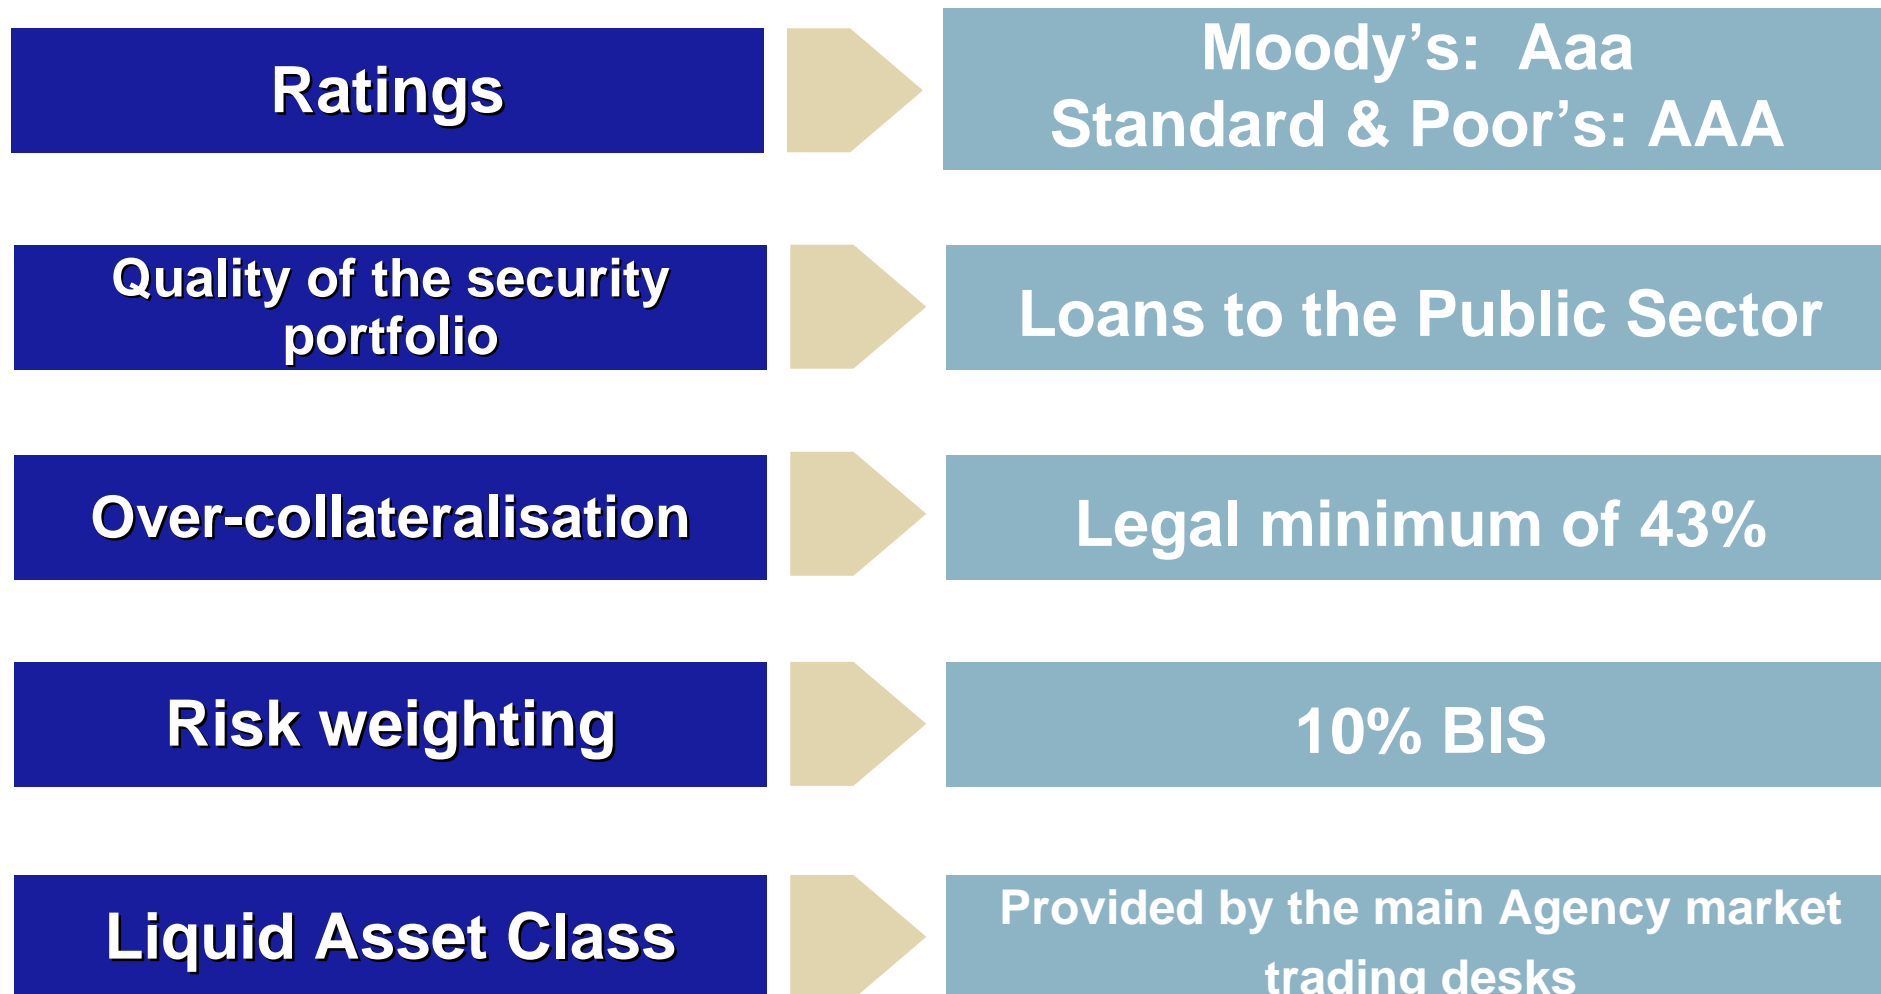 Ratings
Moody’s:  Aaa
Standard & Poor’s: AAA
Quality of the security
portfolio
Loans to the Public Sector
Over-collateralisation
Legal minimum of 43%
Risk weighting
10% BIS
Liquid Asset Class
Provided by the main Agency market
trading desks